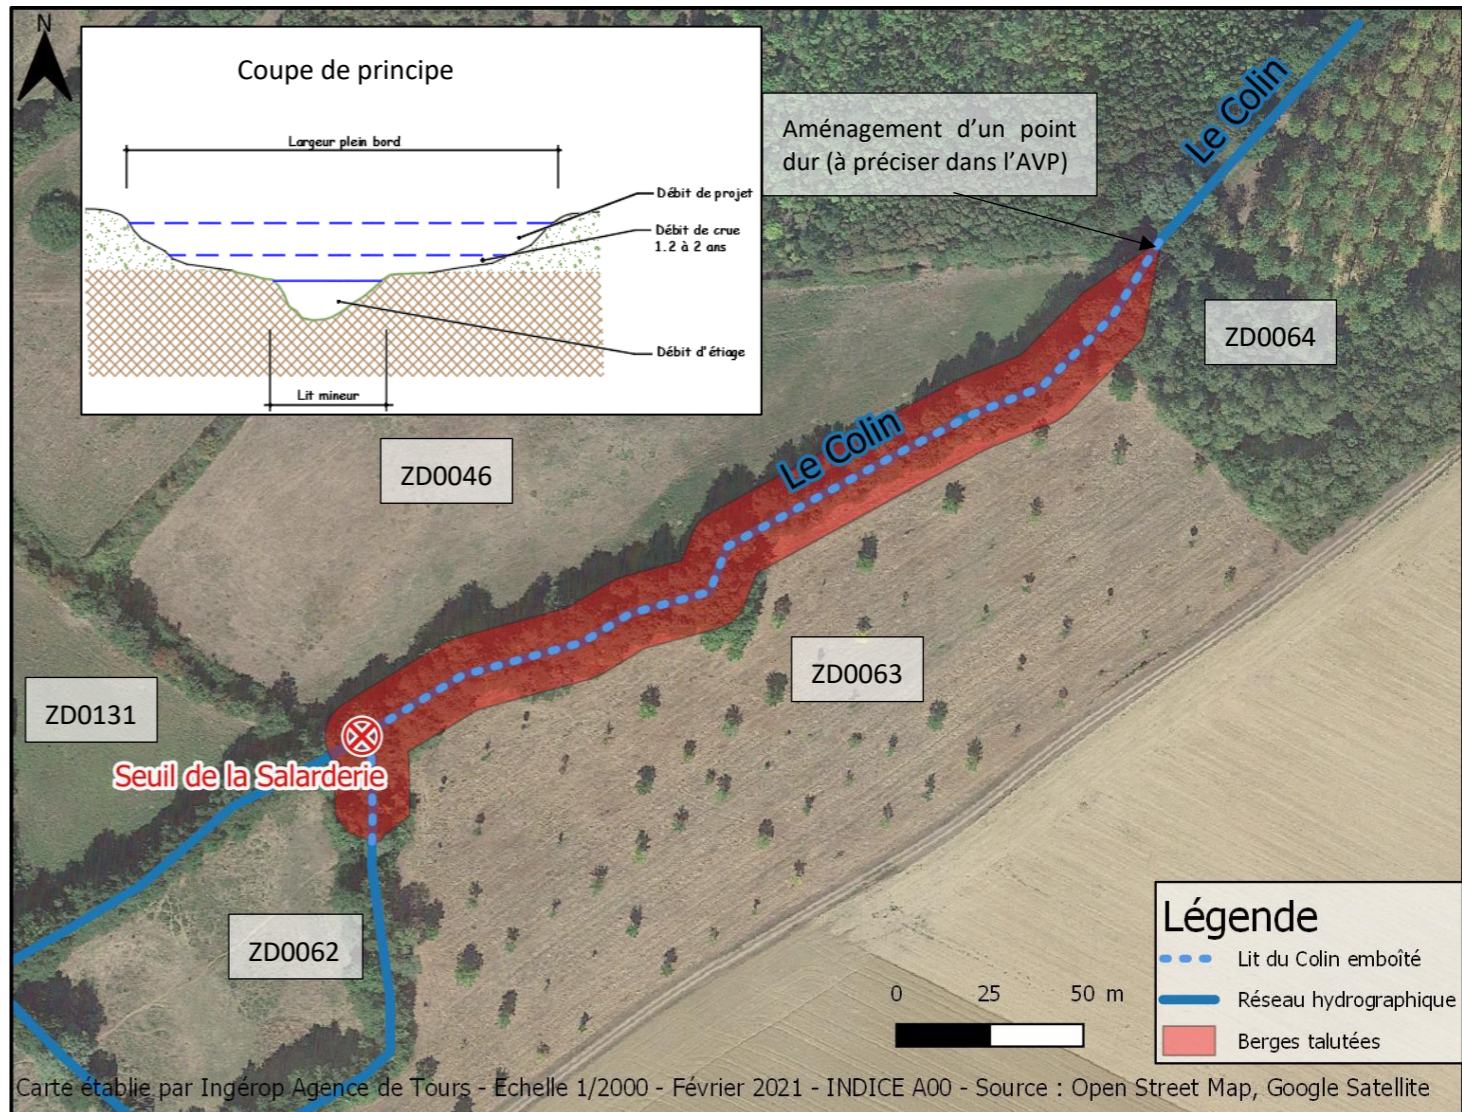 N
Coupe de principe
Largeur plein bord
Débit de projet
Débit de crue
1.2 à 2 ans
Débit d'étiage
Lit mineur
Aménagement d'un point
dur (à préciser dans l'AVP)
Le Colin
ZD0064
Le Colin
ZD0046
ZD0063
ZD0131
Seuil de la Salarderie
ZD0062
0 25 50 m
Légende
Lit du Colin emboîté
Réseau hydrographique
Berges talutées
Carte établie par Ingérop Agence de Tours - Echelle 1/2000 - Février 2021 - INDICE A00 - Source : Open Street Map, Google Satellite